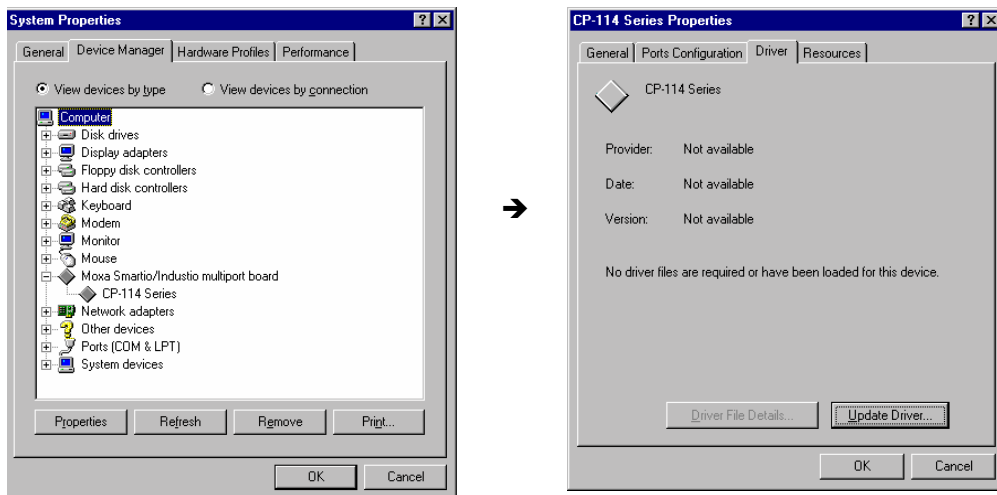 System Properties
General
Device Manager
Hardware Profiles
Performance
View devices by type
View devices by connection
Computer
Disk drives
Display adapters
Floppy disk controllers
Hard disk controllers
Keyboard
Modem
Monitor
Mouse
Moxa Smartio/Industio multiport board
CP-114 Series
Network adapters
Other devices
Ports (COM & LPT)
System devices
Properties
Refresh
Remove
Print...
OK
Cancel
➔
CP-114 Series Properties
General
Ports Configuration
Driver
Resources
CP-114 Series
Provider: Not available
Date: Not available
Version: Not available
No driver files are required or have been loaded for this device.
Driver File Details...
Update Driver...
OK
Cancel